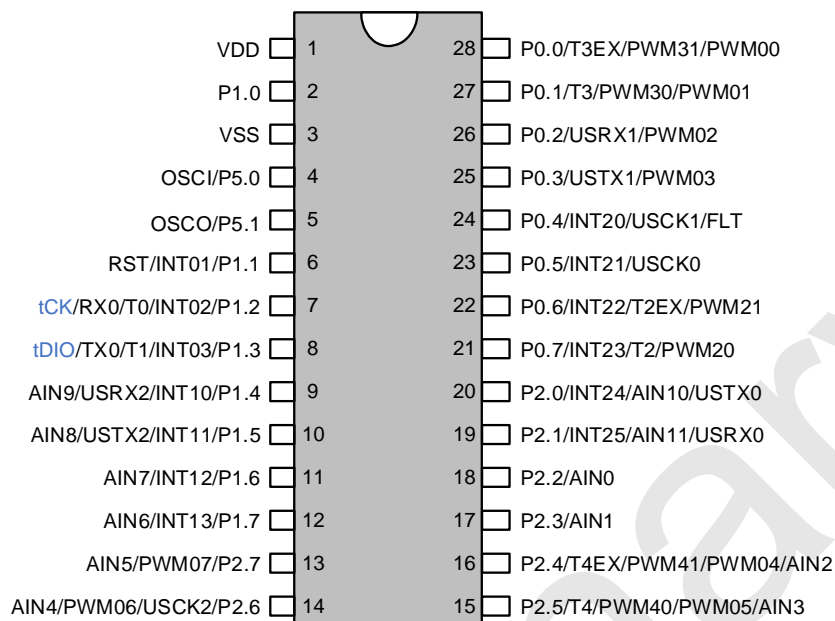 VDD 1 28 P0.0/T3EX/PWM31/PWM00
P1.0 2 27 P0.1/T3/PWM30/PWM01
VSS 3 26 P0.2/USRX1/PWM02
OSCI/P5.0 4 25 P0.3/USTX1/PWM03
OSCO/P5.1 5 24 P0.4/INT20/USCK1/FLT
RST/INT01/P1.1 6 23 P0.5/INT21/USCK0
tCK/RX0/T0/INT02/P1.2 7 22 P0.6/INT22/T2EX/PWM21
tDIO/TX0/T1/INT03/P1.3 8 21 P0.7/INT23/T2/PWM20
AIN9/USRX2/INT10/P1.4 9 20 P2.0/INT24/AIN10/USTX0
AIN8/USTX2/INT11/P1.5 10 19 P2.1/INT25/AIN11/USRX0
AIN7/INT12/P1.6 11 18 P2.2/AIN0
AIN6/INT13/P1.7 12 17 P2.3/AIN1
AIN5/PWM07/P2.7 13 16 P2.4/T4EX/PWM41/PWM04/AIN2
AIN4/PWM06/USCK2/P2.6 14 15 P2.5/T4/PWM40/PWM05/AIN3